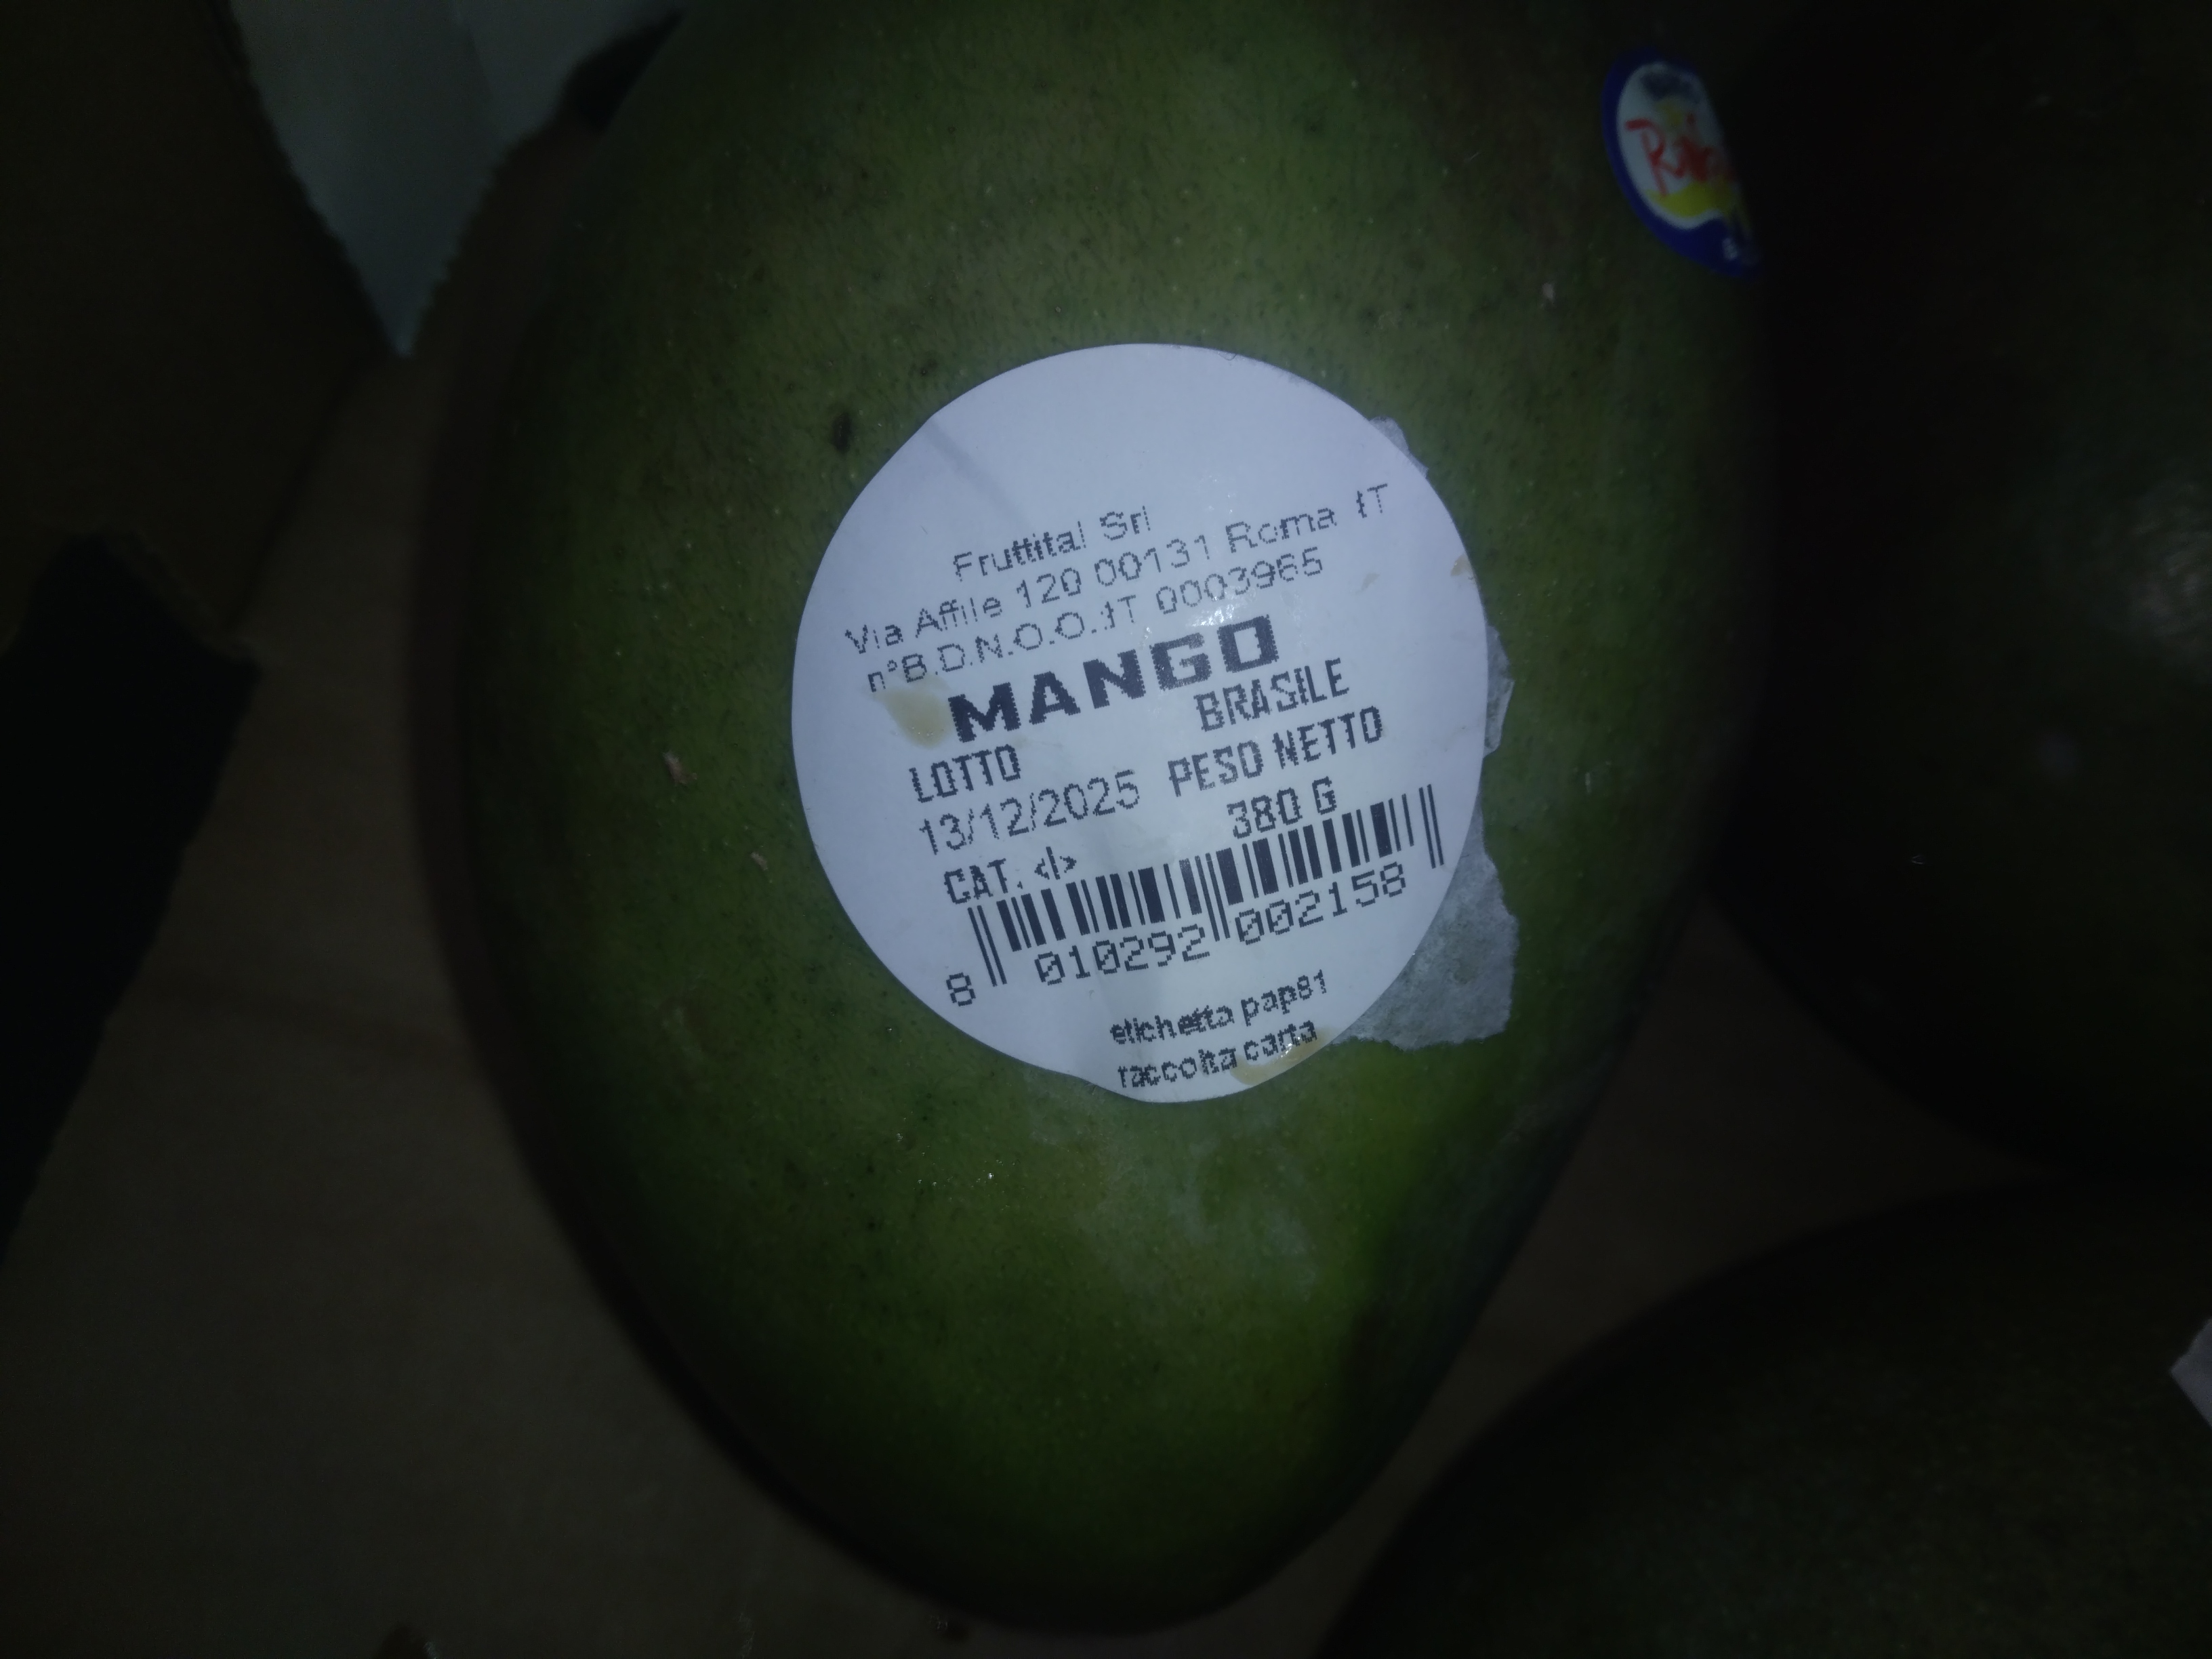 Fruttital Srl
Via Affile 120 00131 Roma IT
n°B.D.N.O.O.:IT 0003965
MANGO
BRASILE
LOTTO
PESO NETTO
13/12/2025
380 G
CAT. <I>
8 010292 002158
etichetta pap81
raccolta carta